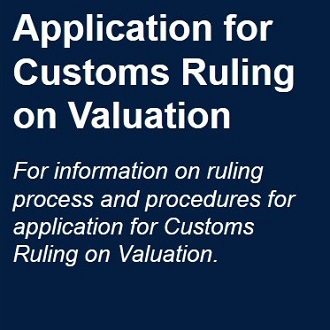 Application for
Customs Ruling
on Valuation
For information on ruling
process and procedures for
application for Customs
Ruling on Valuation.